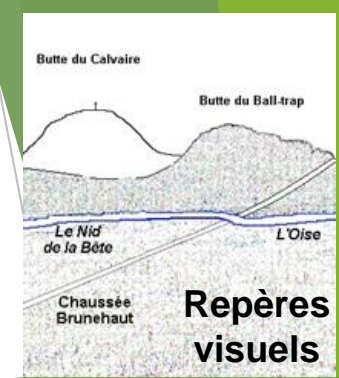 Butte du Calvaire
Butte du Ball-trap
Le Nid
de la Bête
L'Oise
Chaussée
Brunehaut
Repères
visuels